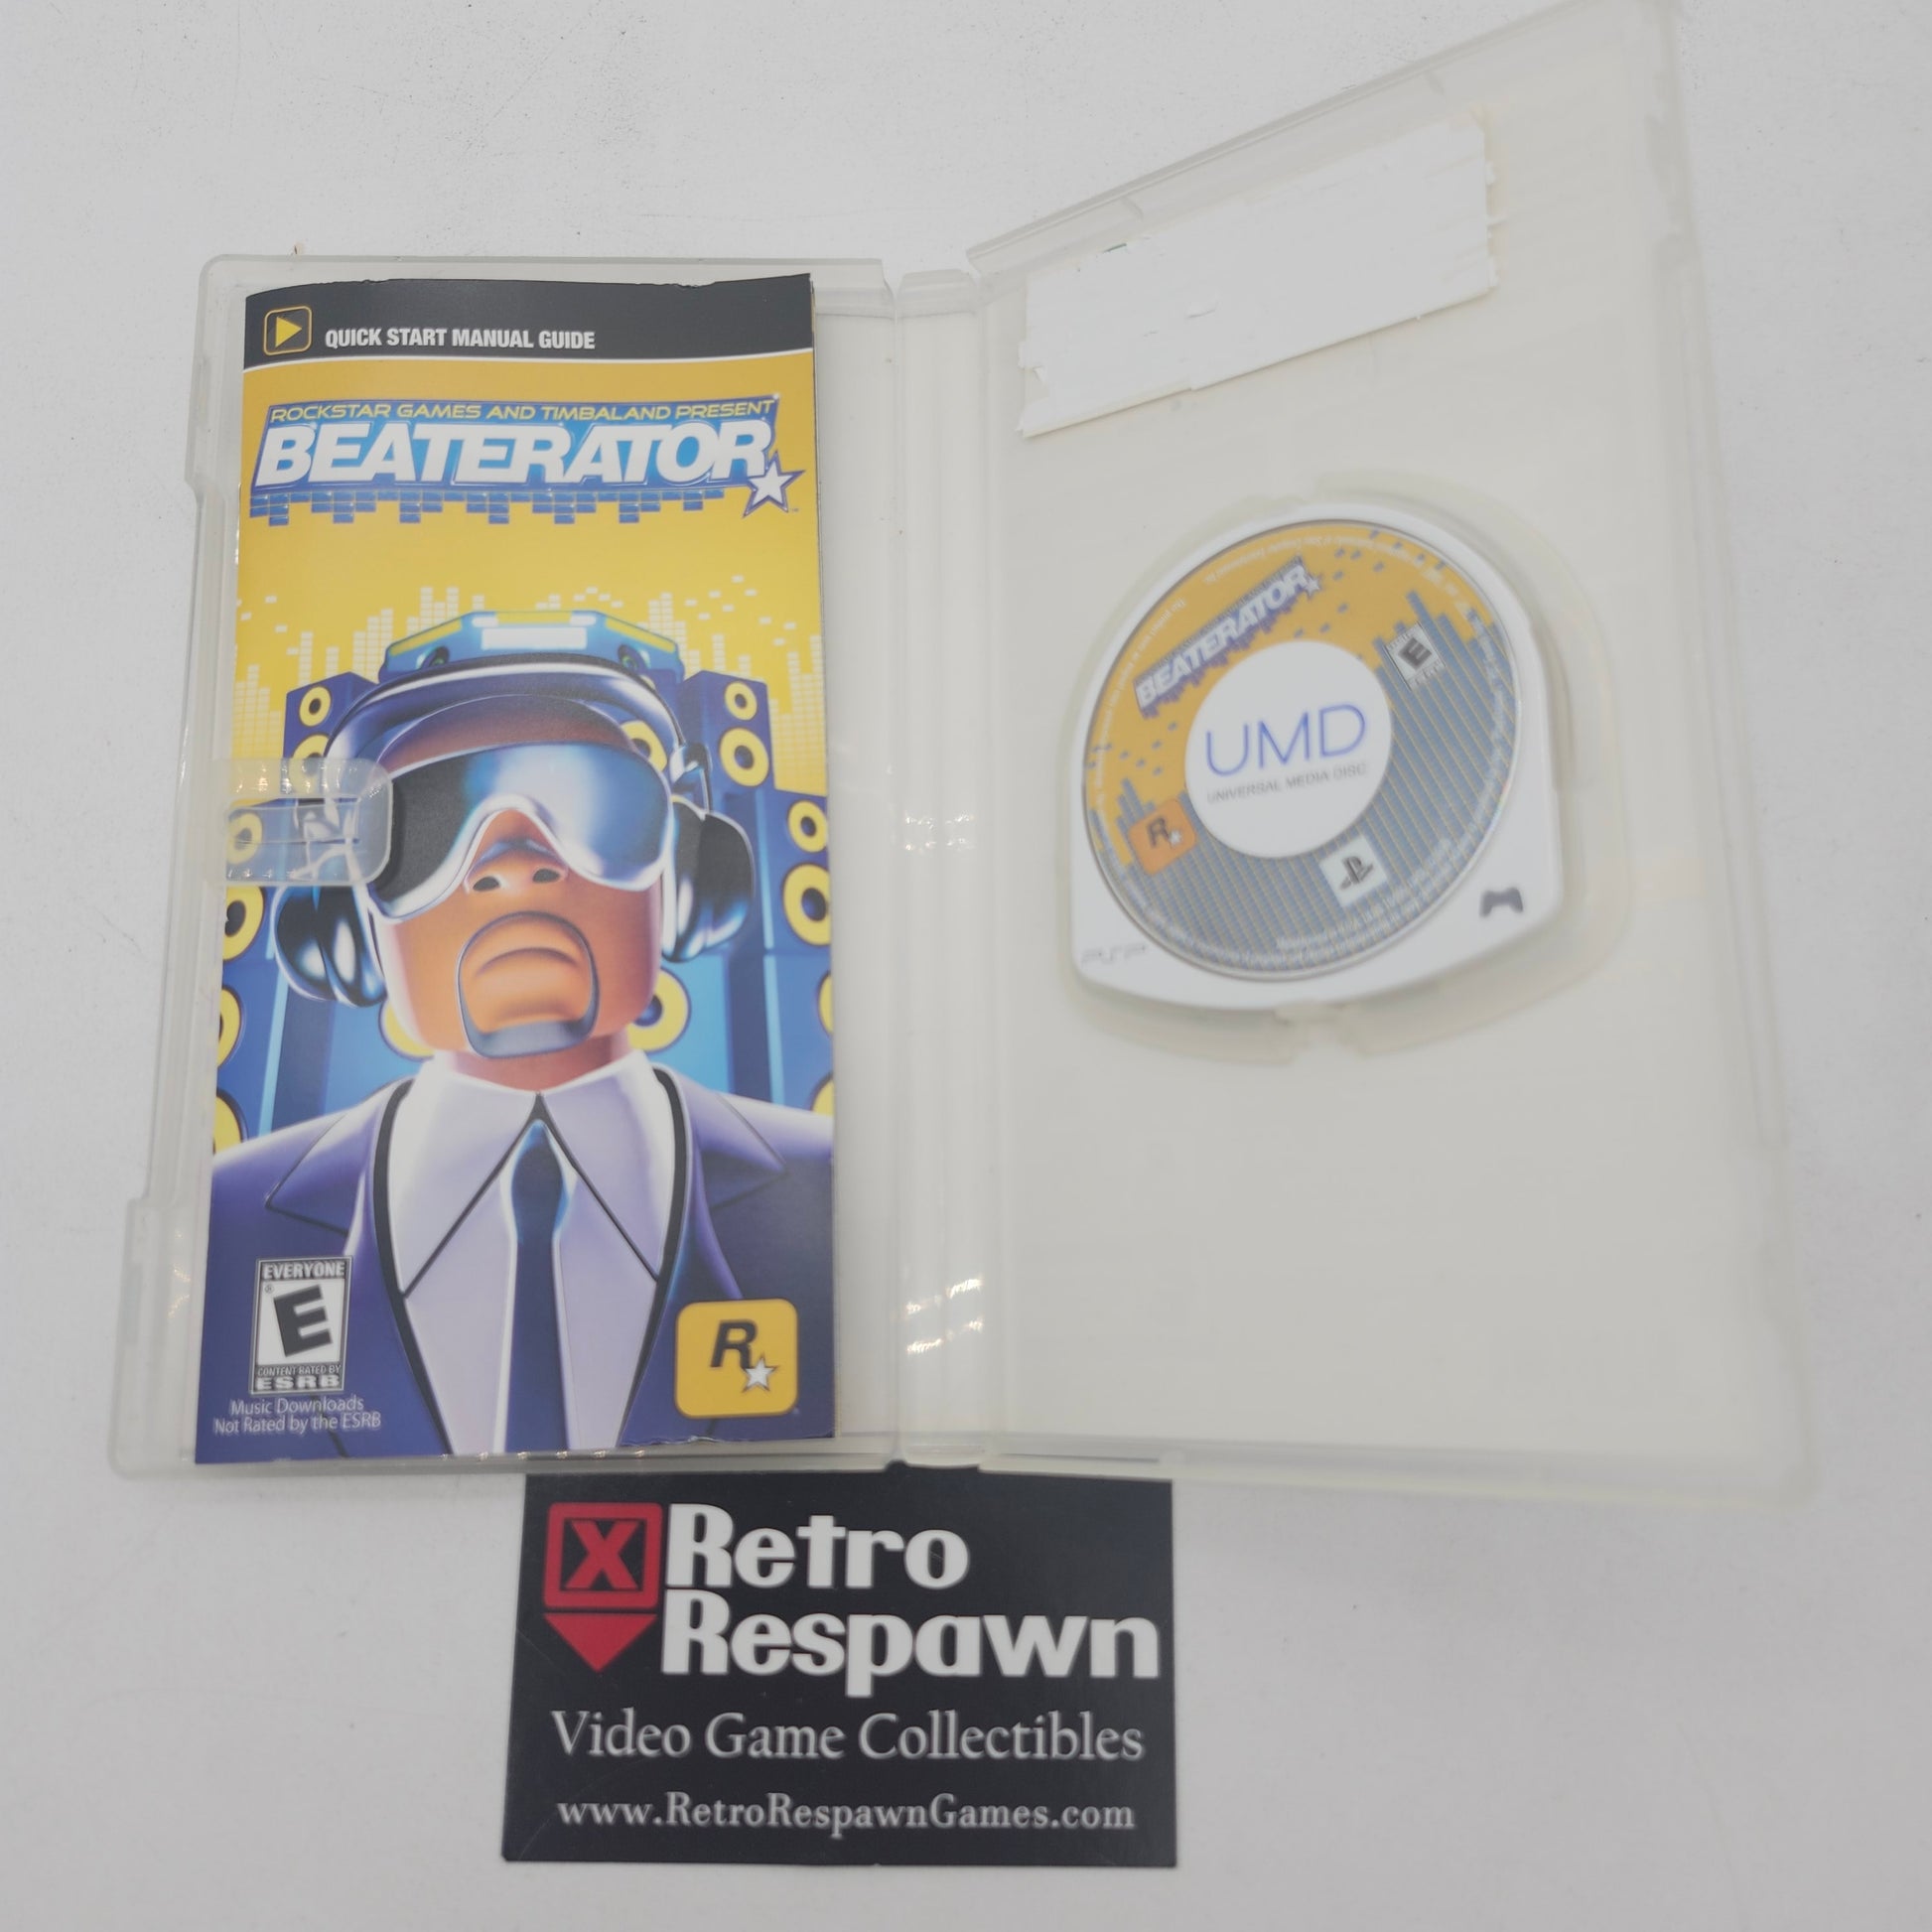 QUICK START MANUAL GUIDE
ROCKSTAR GAMES AND TIMBALAND PRESENT
BEATERATOR
EVERYONE
E
CONTENT RATED BY
ESRB
Music Downloads
Not Rated by the ESRB
R
BEATERATOR
E
UMD
UNIVERSAL MEDIA DISC
R
PSP
X Retro
Respawn
Video Game Collectibles
www.RetroRespawnGames.com